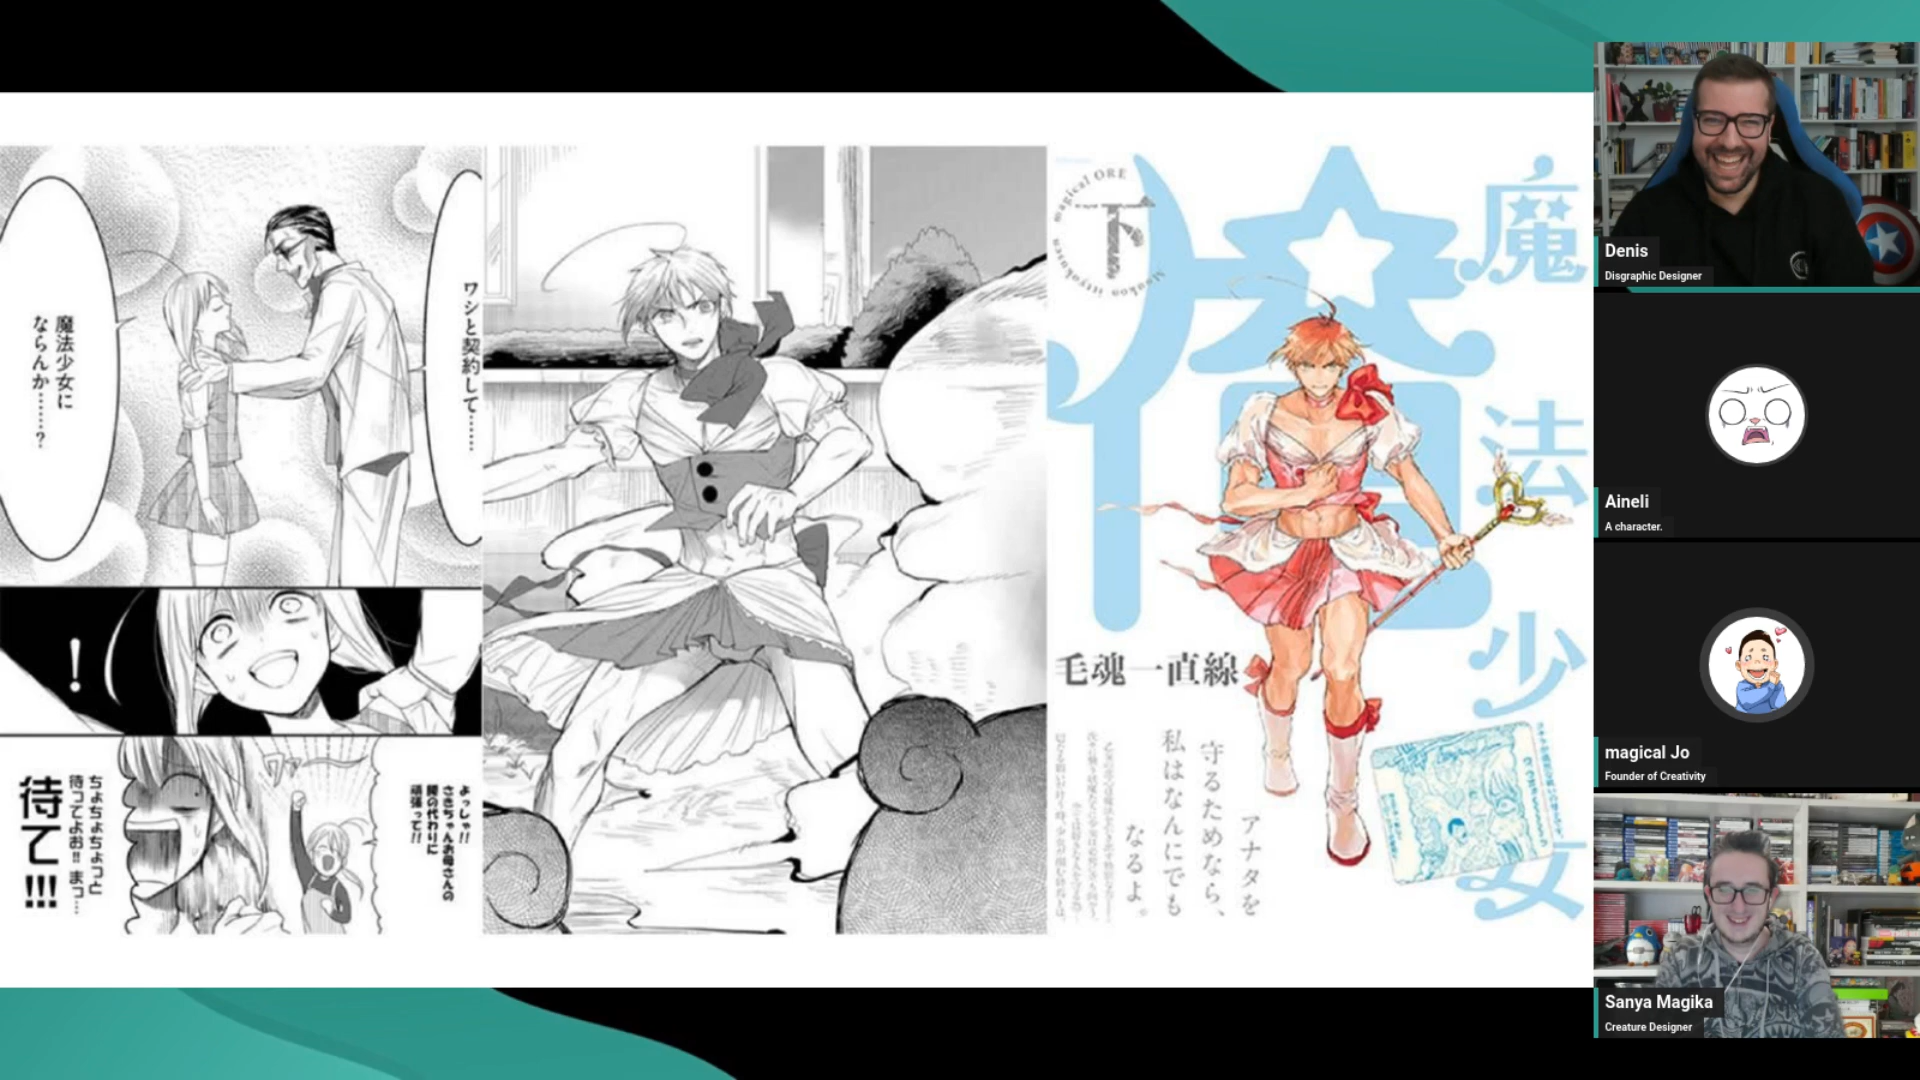 ワシと契約して……
魔法少女に
ならんか……？
！
よっしゃ!!
さきちゃんお母さんの
闇の代わりに
頑張って!!
ちょちょちょっと
待ってよお!! まっ…
待て!!!
magical ORE
下
Moukon ittyokusen
魔法少女
俺
毛魂一直線
アナタを
守るためなら、
私はなんにでも
なるよ。
Denis
Disgraphic Designer
Aineli
A character.
magical Jo
Founder of Creativity
Sanya Magika
Creature Designer